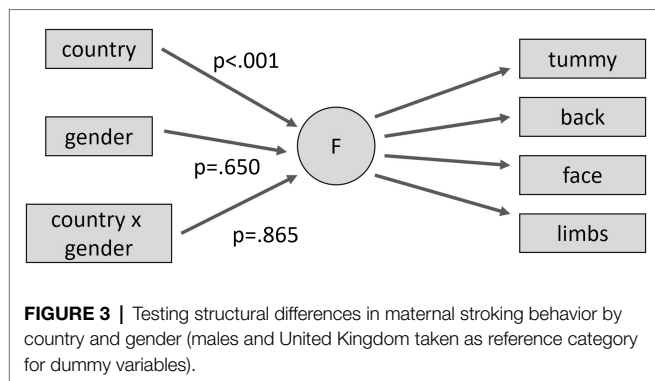 country
p<.001
gender
p=.650
country x
gender
p=.865
F
tummy
back
face
limbs
FIGURE 3 | Testing structural differences in maternal stroking behavior by
country and gender (males and United Kingdom taken as reference category
for dummy variables).